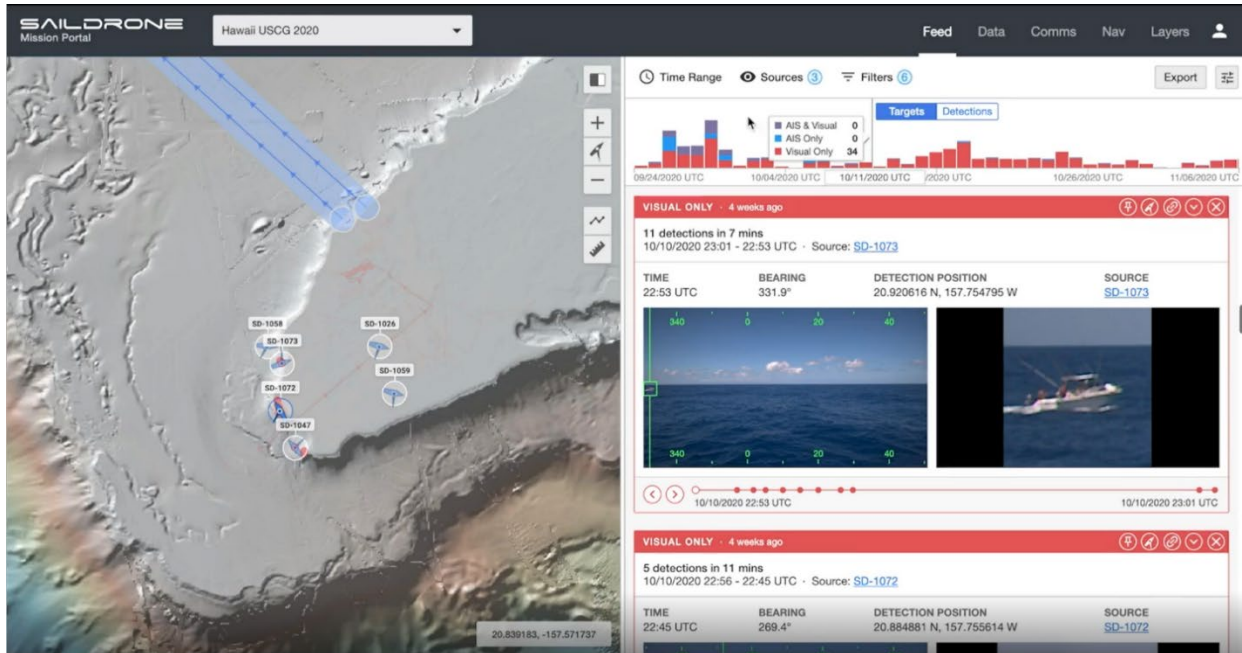 SAILDRONE
Mission Portal
Hawaii USCG 2020
Feed
Data
Comms
Nav
Layers
Time Range
Sources 3
Filters 6
Export
Targets
Detections
AIS & Visual 0
AIS Only 0
Visual Only 34
09/24/2020 UTC
10/04/2020 UTC
10/11/2020 UTC
/2020 UTC
10/26/2020 UTC
11/06/2020 UTC
SD-1058
SD-1073
SD-1026
SD-1059
SD-1072
SD-1047
20.839183, -157.571737
VISUAL ONLY · 4 weeks ago
11 detections in 7 mins
10/10/2020 23:01 - 22:53 UTC · Source: SD-1073
TIME BEARING DETECTION POSITION SOURCE
22:53 UTC 331.9° 20.920616 N, 157.754795 W SD-1073
340 0 20 40
340 0 20 40
10/10/2020 22:53 UTC
10/10/2020 23:01 UTC
VISUAL ONLY · 4 weeks ago
5 detections in 11 mins
10/10/2020 22:56 - 22:45 UTC · Source: SD-1072
TIME BEARING DETECTION POSITION SOURCE
22:45 UTC 269.4° 20.884881 N, 157.755614 W SD-1072